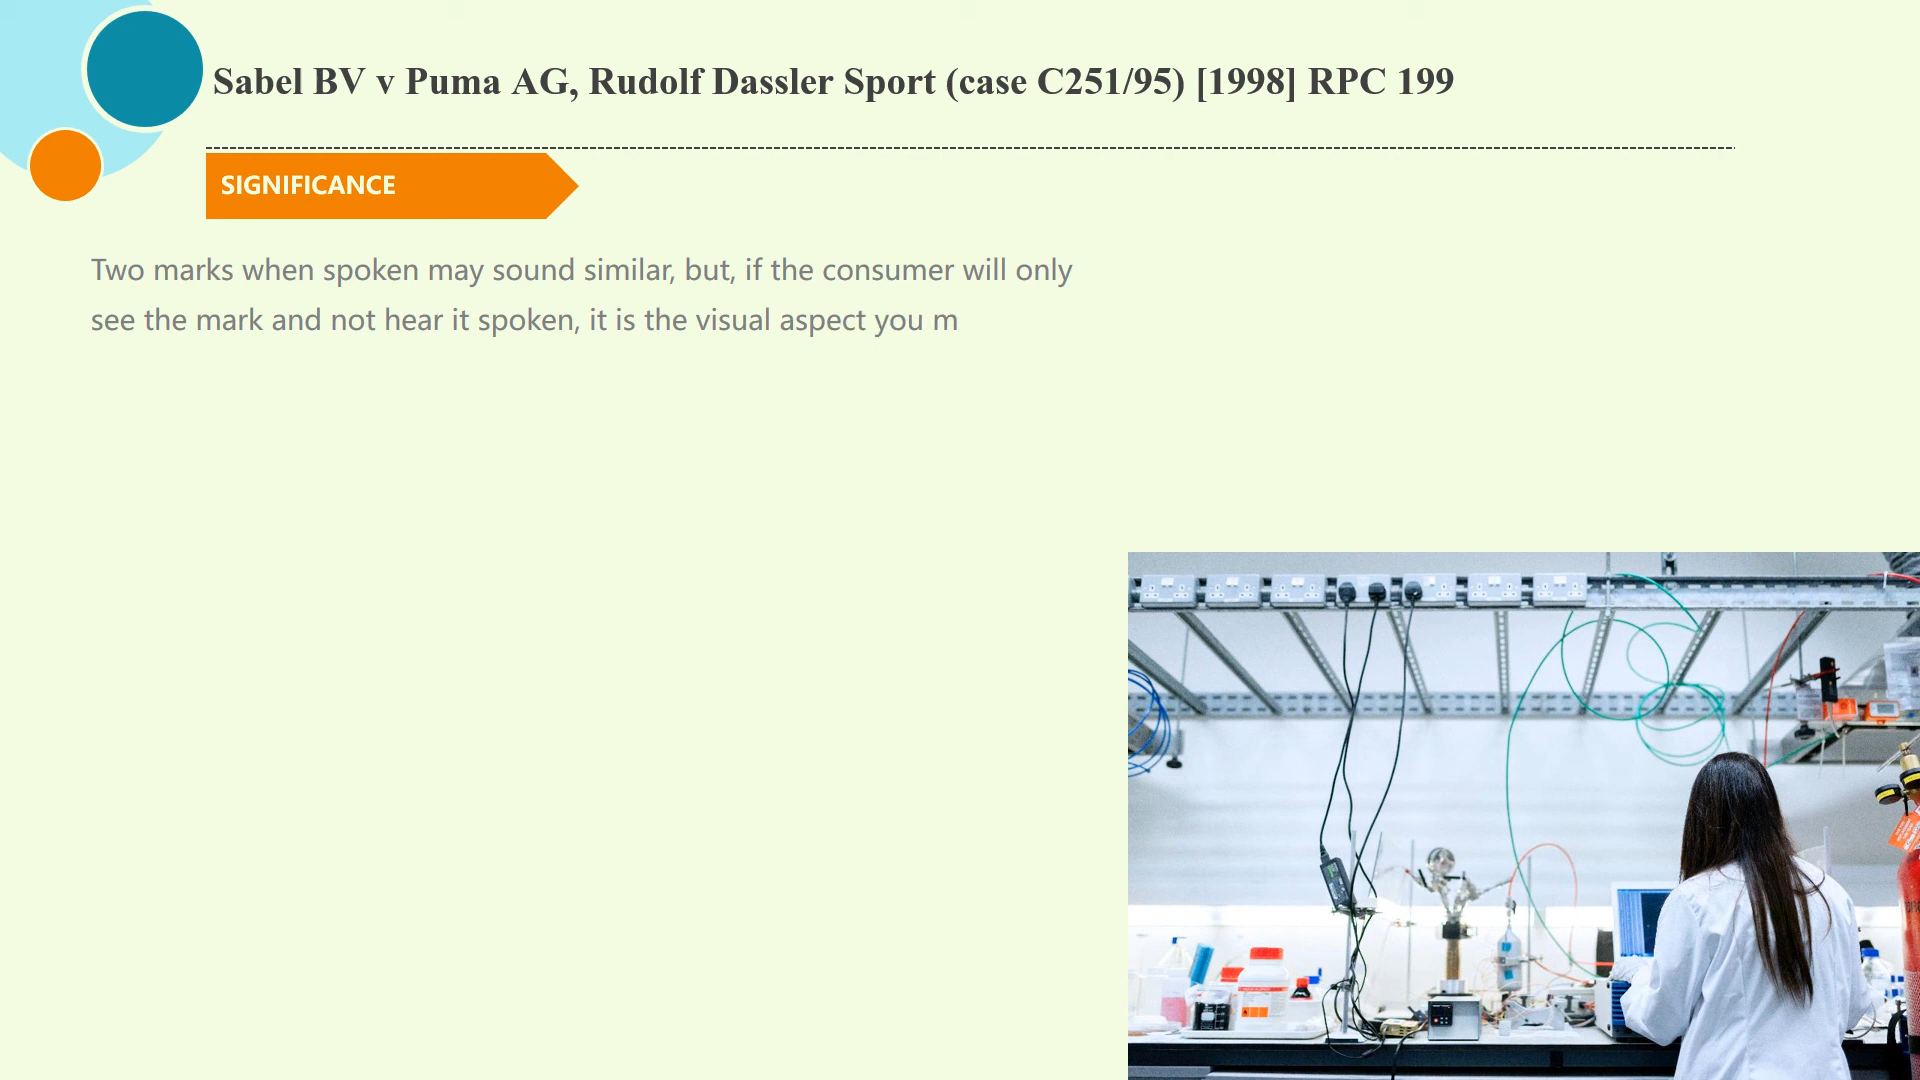 Sabel BV v Puma AG, Rudolf Dassler Sport (case C251/95) [1998] RPC 199
SIGNIFICANCE
Two marks when spoken may sound similar, but, if the consumer will only
see the mark and not hear it spoken, it is the visual aspect you m